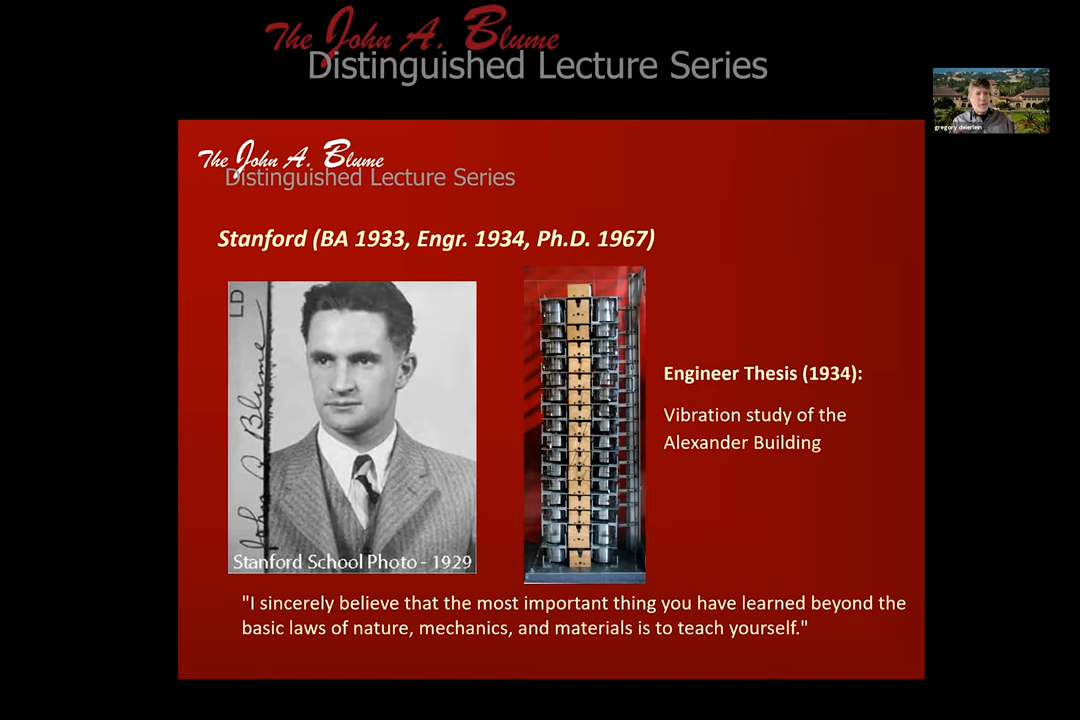 The John A. Blume
Distinguished Lecture Series
gregory deierlein
The John A. Blume
Distinguished Lecture Series
Stanford (BA 1933, Engr. 1934, Ph.D. 1967)
LD
John A Blume
Stanford School Photo - 1929
Engineer Thesis (1934):
Vibration study of the
Alexander Building
"I sincerely believe that the most important thing you have learned beyond the
basic laws of nature, mechanics, and materials is to teach yourself."